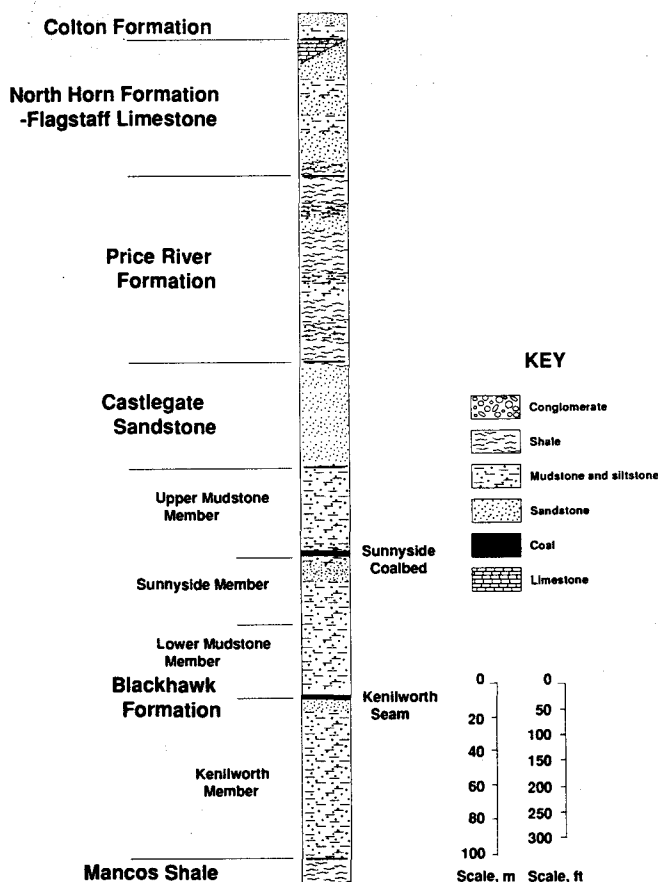 Colton Formation
North Horn Formation
-Flagstaff Limestone
Price River
Formation
Castlegate
Sandstone
Upper Mudstone
Member
Sunnyside
Coalbed
Sunnyside Member
Lower Mudstone
Member
Blackhawk
Formation
Kenilworth
Seam
Kenilworth
Member
Mancos Shale
KEY
Conglomerate
Shale
Mudstone and siltstone
Sandstone
Coal
Limestone
0
20
40
60
80
100
Scale, m
0
50
100
150
200
250
300
Scale, ft